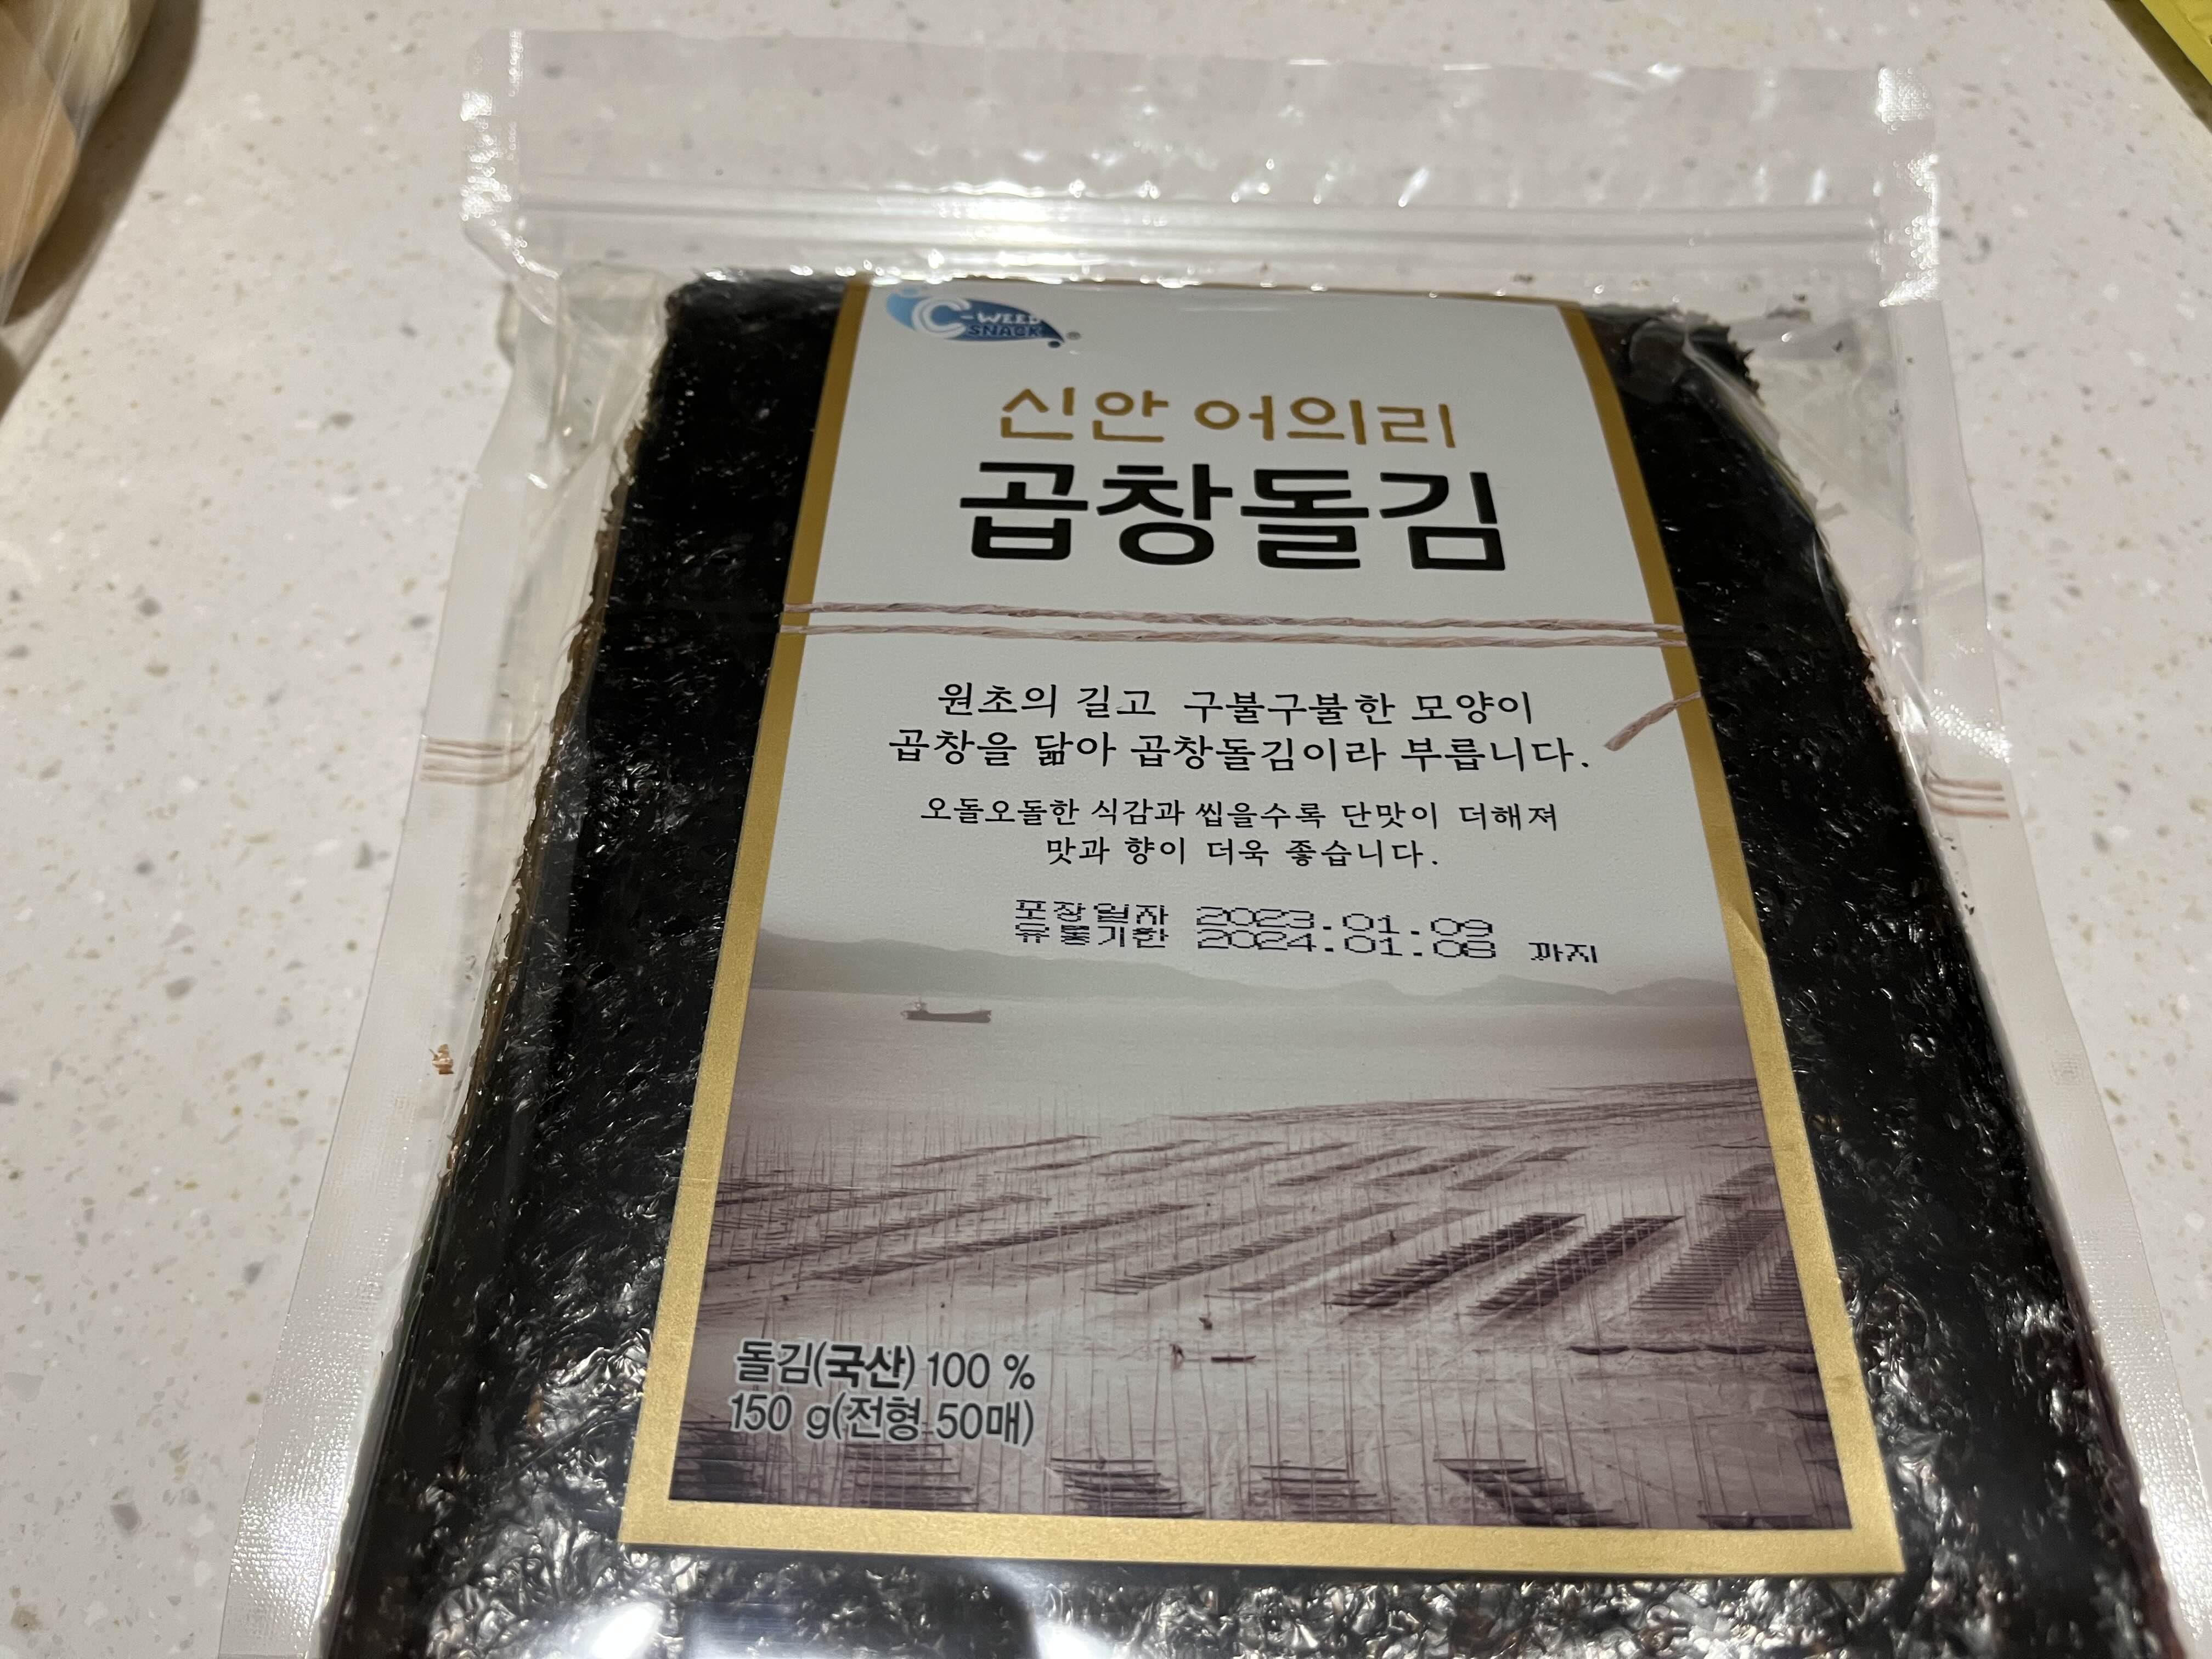 C-WEED
SNACK ®
신안 어의리
곱창돌김
원초의 길고 구불구불한 모양이
곱창을 닮아 곱창돌김이라 부릅니다.
오돌오돌한 식감과 씹을수록 단맛이 더해져
맛과 향이 더욱 좋습니다.
포장일자 2023.01.09
유통기한 2024.01.08 까지
돌김(국산) 100 %
150 g(전형 50매)